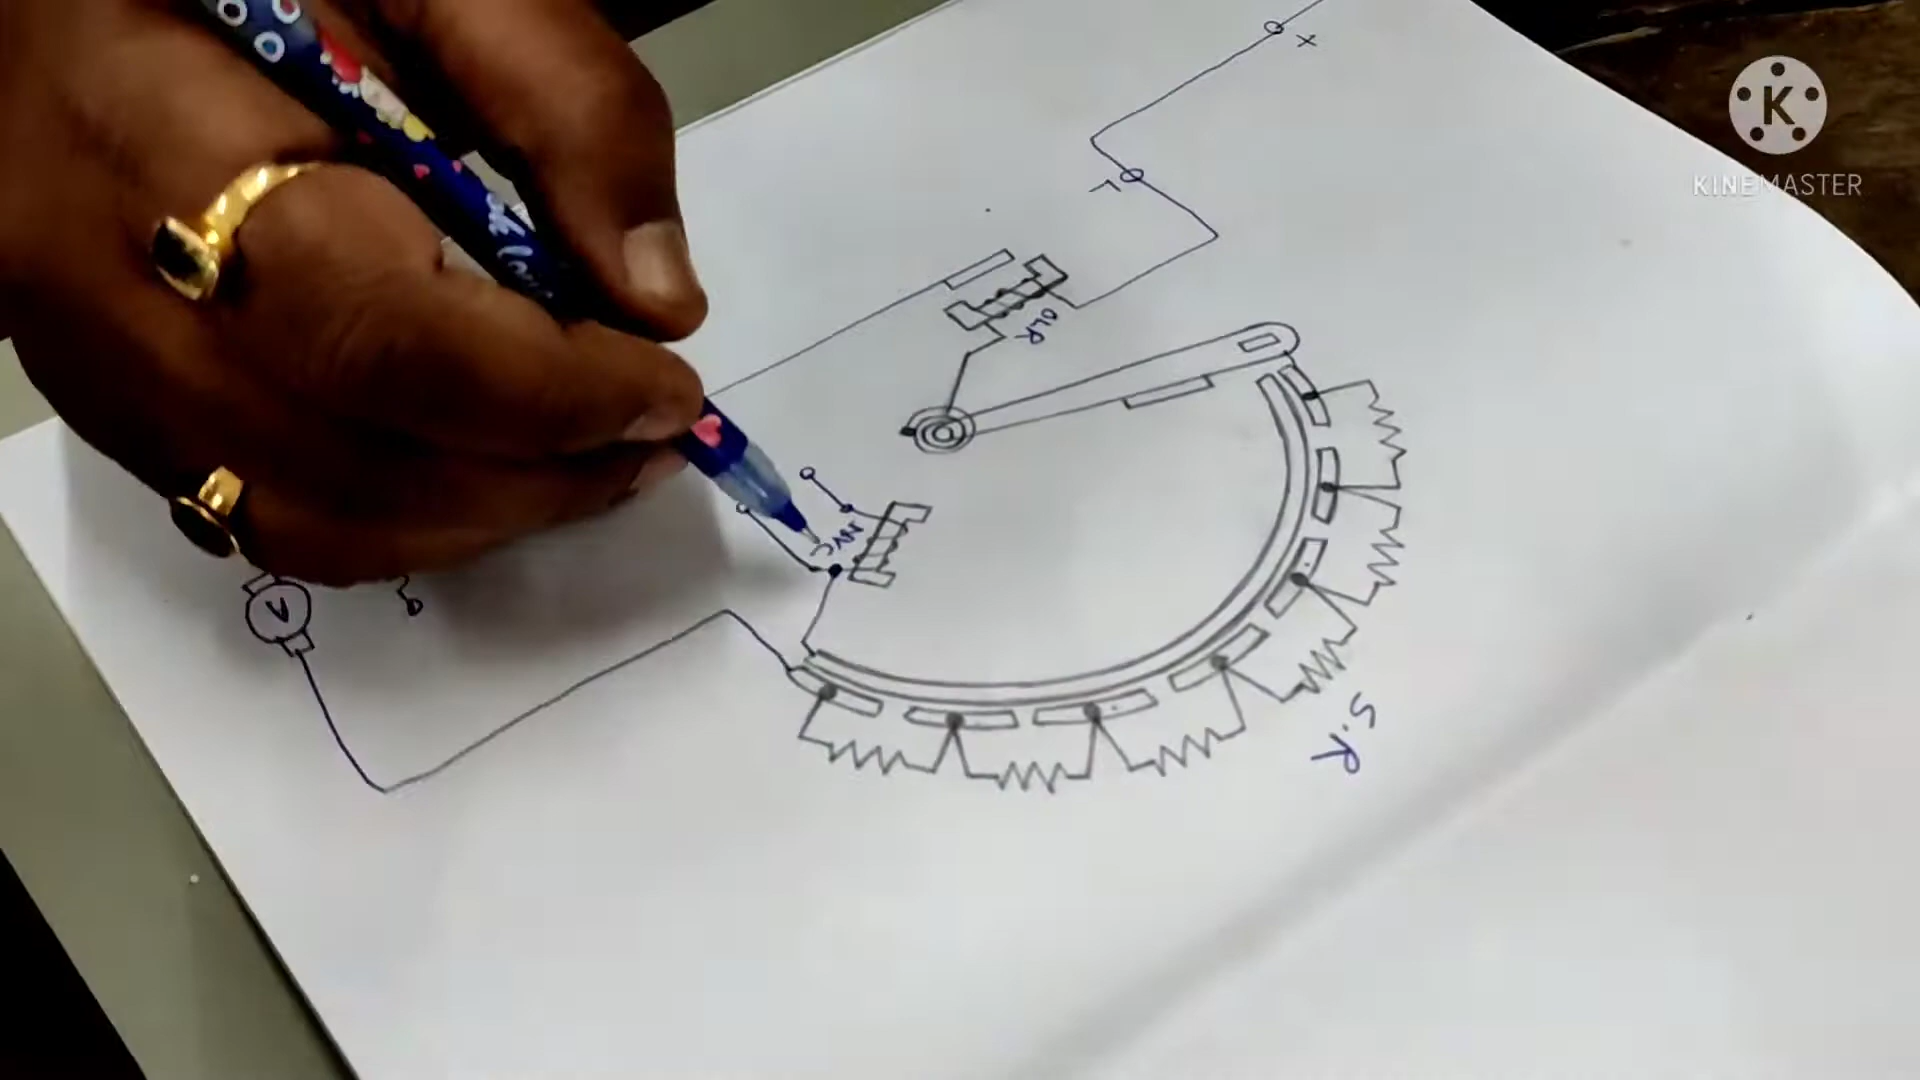 K
KINEMASTER
X
L
OLR
NVC
V
S.R